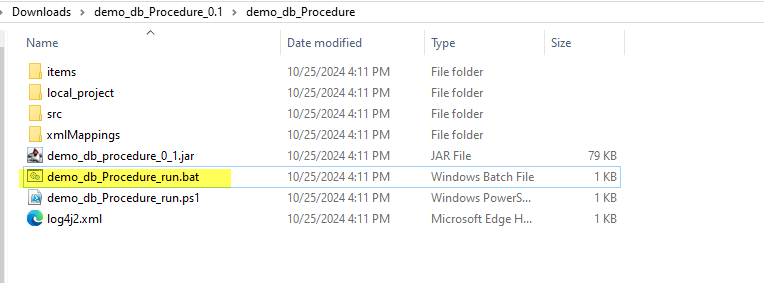 Downloads > demo_db_Procedure_0.1 > demo_db_Procedure
Name Date modified Type Size
items 10/25/2024 4:11 PM File folder
local_project 10/25/2024 4:11 PM File folder
src 10/25/2024 4:11 PM File folder
xmlMappings 10/25/2024 4:11 PM File folder
demo_db_procedure_0_1.jar 10/25/2024 4:11 PM JAR File 79 KB
demo_db_Procedure_run.bat 10/25/2024 4:11 PM Windows Batch File 1 KB
demo_db_Procedure_run.ps1 10/25/2024 4:11 PM Windows PowerS... 1 KB
log4j2.xml 10/25/2024 4:11 PM Microsoft Edge H... 1 KB